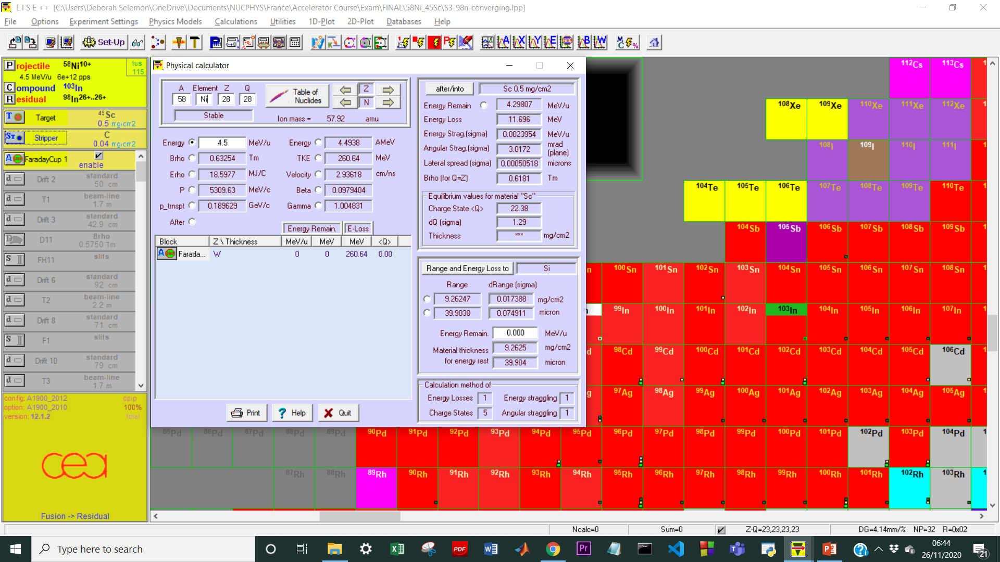 L I S E ++  [C:\Users\Deborah Selemon\OneDrive\Documents\NUCPHYS\France\Accelerator Course\Exam\FINAL\58Ni_45Sc\S3-98n-converging.lpp]
File Options Experiment Settings Physics Models Calculations Utilities 1D-Plot 2D-Plot Databases Help
Set-Up
Projectile 58Ni10+ fus 115
4.5 MeV/u 6e+12 pps
Compound 103In
Residual 98In26+..26+
T Target 45Sc 0.5 mg/cm2
ST Stripper C 0.04 mg/cm2
A STOP FaradayCup 1 enable
d Drift 2 standard 50 cm
d T1 beam-line 1.7 m
d Drift 3 standard 42.9 cm
D D11 Brho 0.5750 Tm
S FH11 slits
d Drift 6 standard 92 cm
d T2 beam-line 2.2 m
d Drift 8 standard 71 cm
S F1 slits
d Drift 10 standard 79 cm
d T3 beam-line 1.7 m
config: A1900_2012 dp/p
option: A1900_2010 100%
version: 12.1.2 total
cea
Fusion -> Residual
Physical calculator
A Element Z Q
58 Ni 28 28
Table of Nuclides
Z
N
Stable
Ion mass = 57.92 amu
Energy 4.5 MeV/u Energy 4.4938 AMeV
Brho 0.63254 Tm TKE 260.64 MeV
Erho 18.5977 MJ/C Velocity 2.93618 cm/ns
P 5309.63 MeV/c Beta 0.0979404
p_trnspt 0.189629 GeV/c Gamma 1.004831
After
Energy Remain. E-Loss
Block Z \ Thickness MeV/u MeV MeV <Q>
A Farada... W 0 0 260.64 0.00
Print Help Quit
after/into Sc 0.5 mg/cm2
Energy Remain 4.29807 MeV/u
Energy Loss 11.696 MeV
Energy Strag.(sigma) 0.0023954 MeV/u
Angular Strag.(sigma) 3.0172 mrad (plane)
Lateral spread (sigma) 0.00050518 microns
Brho (for Q=Z) 0.6181 Tm
Equilibrium values for material "Sc"
Charge State <Q> 22.38
dQ (sigma) 1.29
Thickness *** mg/cm2
Range and Energy Loss to Si
Range dRange (sigma)
9.26247 0.017388 mg/cm2
39.9038 0.074911 micron
Energy Remain. 0.000 MeV/u
Material thickness for energy rest 9.2625 mg/cm2
39.904 micron
Calculation method of
Energy Losses 1 Energy straggling 1
Charge States 5 Angular straggling 1
112Cs 113Cs
108Xe 109Xe 110Xe 111Xe 112Xe
108I 109I 110I 111I
104Te 105Te 106Te 107Te 108Te 109Te 110Te
104Sb 105Sb 106Sb 107Sb 108Sb 109Sb
100Sn 101Sn 102Sn 103Sn 104Sn 105Sn 106Sn 107Sn 108Sn
99In 100In 101In 102In 103In 104In 105In 106In 107In
98Cd 99Cd 100Cd 101Cd 102Cd 103Cd 104Cd 105Cd 106Cd
97Ag 98Ag 99Ag 100Ag 101Ag 102Ag 103Ag 104Ag 105Ag
85Pd 86Pd 87Pd 88Pd 89Pd 90Pd 91Pd 92Pd 93Pd 94Pd 95Pd 96Pd 97Pd 98Pd 99Pd 100Pd 101Pd 102Pd 103Pd 104Pd
87Rh 88Rh 89Rh 90Rh 91Rh 92Rh 93Rh 94Rh 95Rh 96Rh 97Rh 98Rh 99Rh 100Rh 101Rh 102Rh 103Rh
Ncalc=0 Sum=0 Z-Q=23,23,23,23 DG=4.14mm/% NP=32 R=0x02
Type here to search
PDF
Pr
06:44
26/11/2020
21